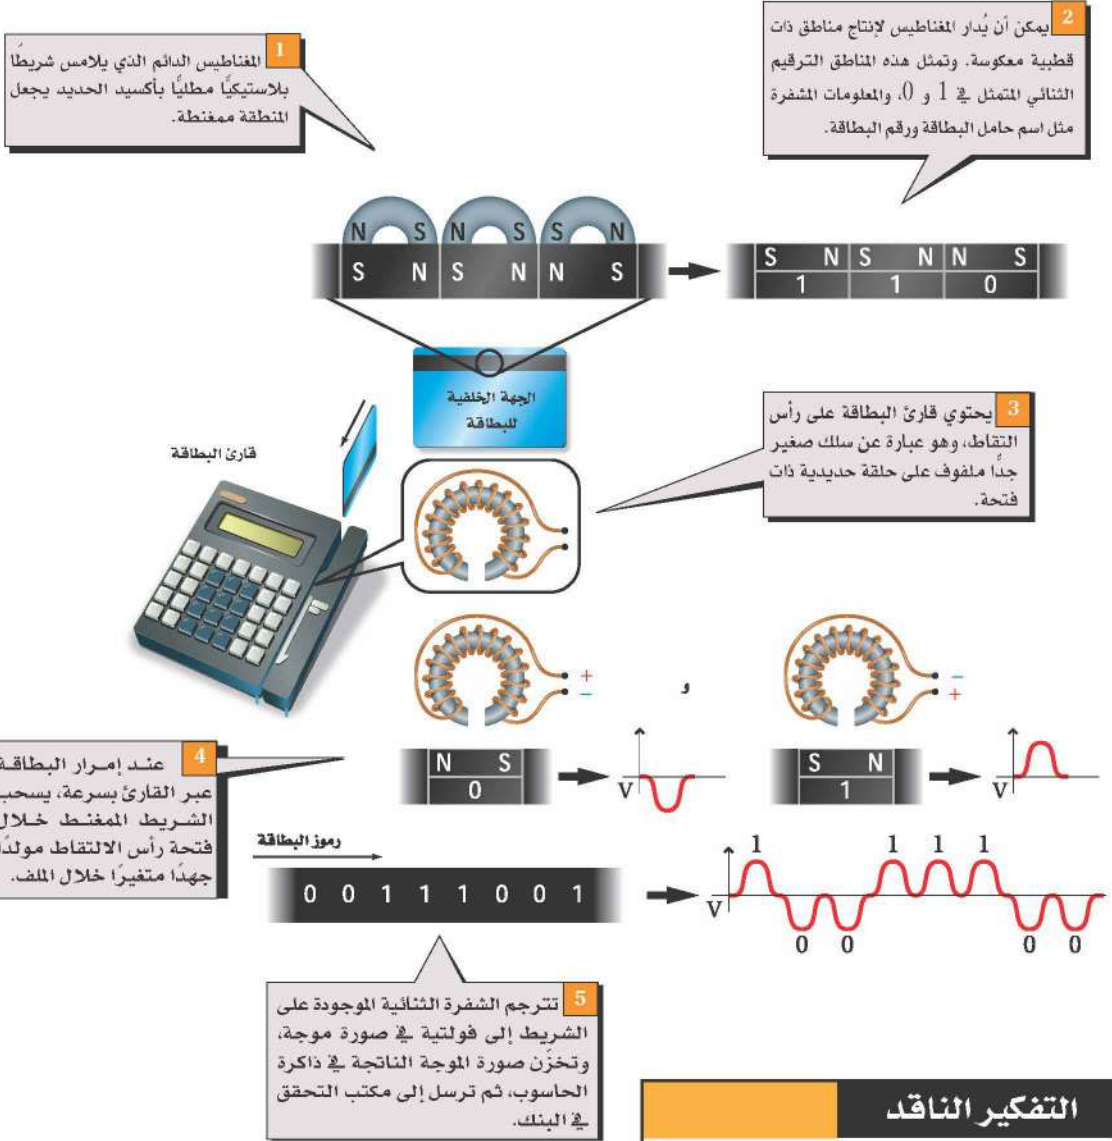 1 المغناطيس الدائم الذي يلامس شريطًا
بلاستيكيًّا مطليًّا بأكسيد الحديد يجعل
المنطقة ممغنطة.
2 يمكن أن يُدار المغناطيس لإنتاج مناطق ذات
قطبية معكوسة. وتمثل هذه المناطق الترقيم
الثنائي المتمثل في 1 و 0، والمعلومات المشفرة
مثل اسم حامل البطاقة ورقم البطاقة.
N S N S S N
S N S N N S
S N S N N S
1 1 0
الجهة الخلفية
للبطاقة
قارئ البطاقة
3 يحتوي قارئ البطاقة على رأس
التقاط، وهو عبارة عن سلك صغير
جدًّا ملفوف على حلقة حديدية ذات
فتحة.
+
−
و
−
+
N S
0
V
S N
1
V
4 عند إمرار البطاقة
عبر القارئ بسرعة، يسحب
الشريط الممغنط خلال
فتحة رأس الالتقاط مولدًا
جهدًا متغيرًا خلال الملف.
رموز البطاقة
0 0 1 1 1 0 0 1
1 1 1 1
V
0 0 0 0
5 تترجم الشفرة الثنائية الموجودة على
الشريط إلى فولتية في صورة موجة،
وتخزّن صورة الموجة الناتجة في ذاكرة
الحاسوب، ثم ترسل إلى مكتب التحقق
في البنك.
التفكير الناقد